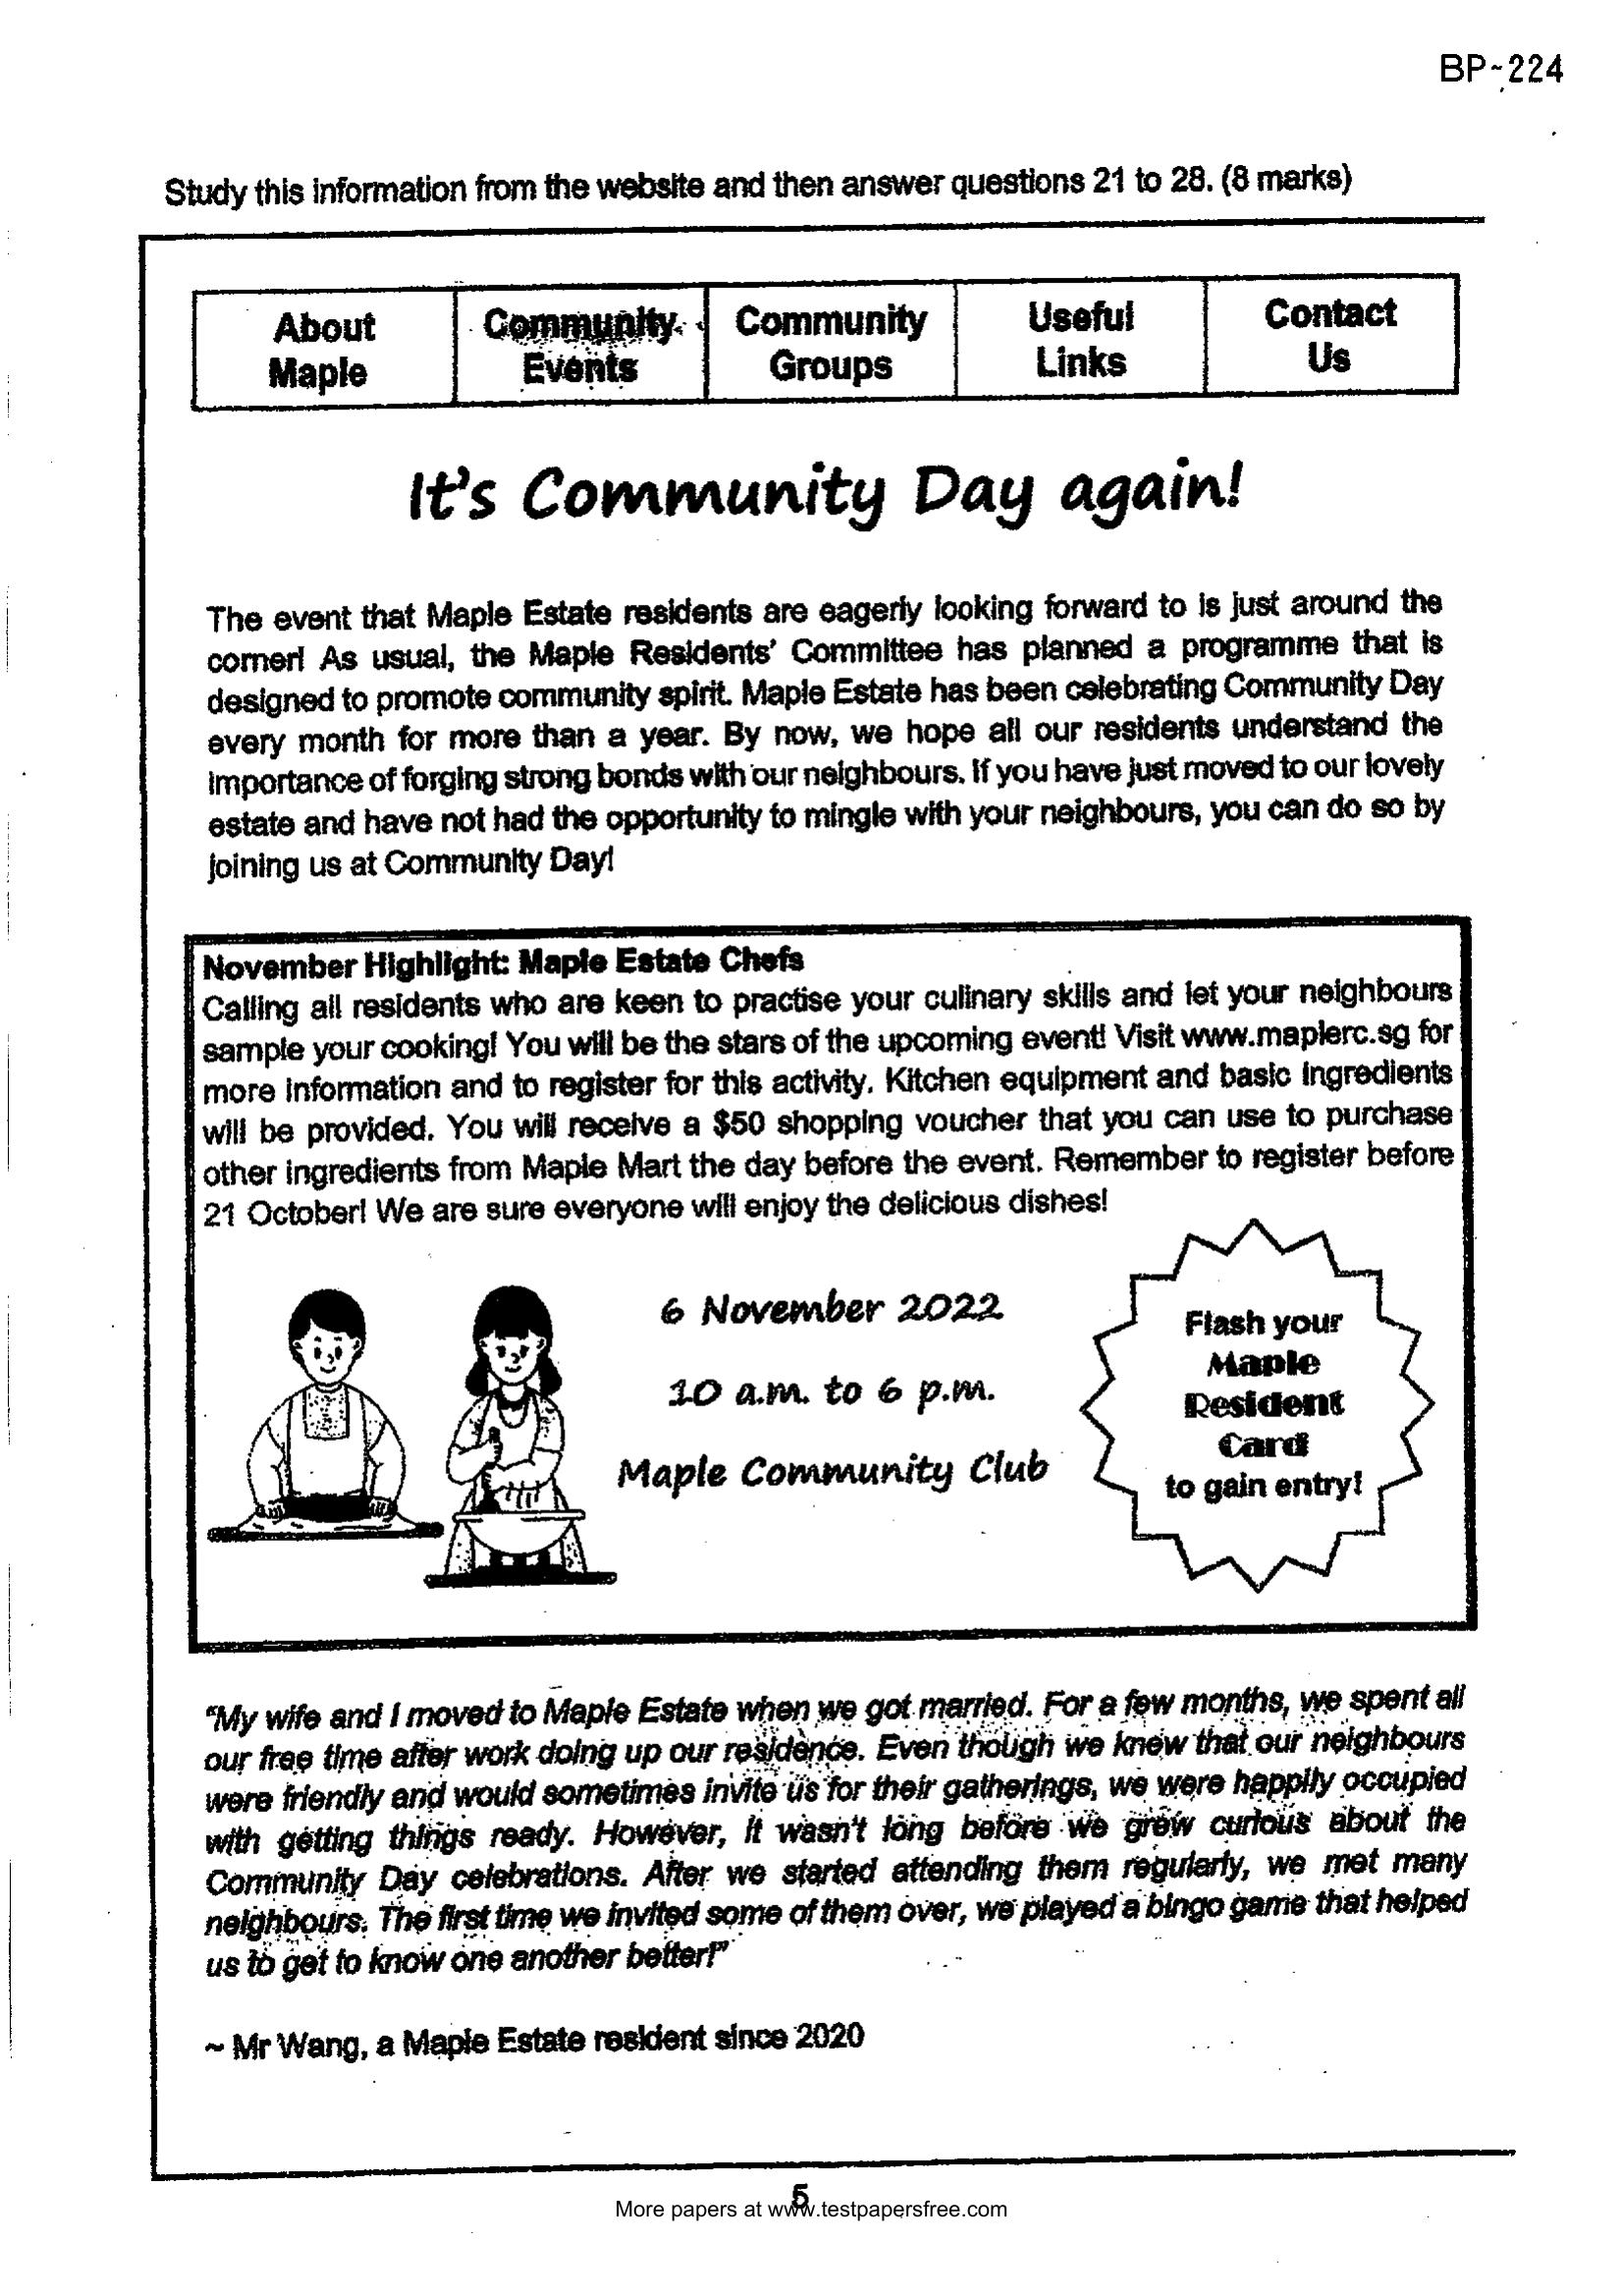 BP-224
Study this information from the website and then answer questions 21 to 28. (8 marks)
About Maple
Community Events
Community Groups
Useful Links
Contact Us
It's Community Day again!
The event that Maple Estate residents are eagerly looking forward to is just around the
corner! As usual, the Maple Residents' Committee has planned a programme that is
designed to promote community spirit. Maple Estate has been celebrating Community Day
every month for more than a year. By now, we hope all our residents understand the
importance of forging strong bonds with our neighbours. If you have just moved to our lovely
estate and have not had the opportunity to mingle with your neighbours, you can do so by
joining us at Community Day!
November Highlight: Maple Estate Chefs
Calling all residents who are keen to practise your culinary skills and let your neighbours
sample your cooking! You will be the stars of the upcoming event! Visit www.maplerc.sg for
more information and to register for this activity. Kitchen equipment and basic ingredients
will be provided. You will receive a $50 shopping voucher that you can use to purchase
other ingredients from Maple Mart the day before the event. Remember to register before
21 October! We are sure everyone will enjoy the delicious dishes!
6 November 2022
10 a.m. to 6 p.m.
Maple Community Club
Flash your
Maple
Resident
Card
to gain entry!
"My wife and I moved to Maple Estate when we got married. For a few months, we spent all
our free time after work doing up our residence. Even though we knew that our neighbours
were friendly and would sometimes invite us for their gatherings, we were happily occupied
with getting things ready. However, it wasn't long before we grew curious about the
Community Day celebrations. After we started attending them regularly, we met many
neighbours. The first time we invited some of them over, we played a bingo game that helped
us to get to know one another better!"
~ Mr Wang, a Maple Estate resident since 2020
5
More papers at www.testpapersfree.com